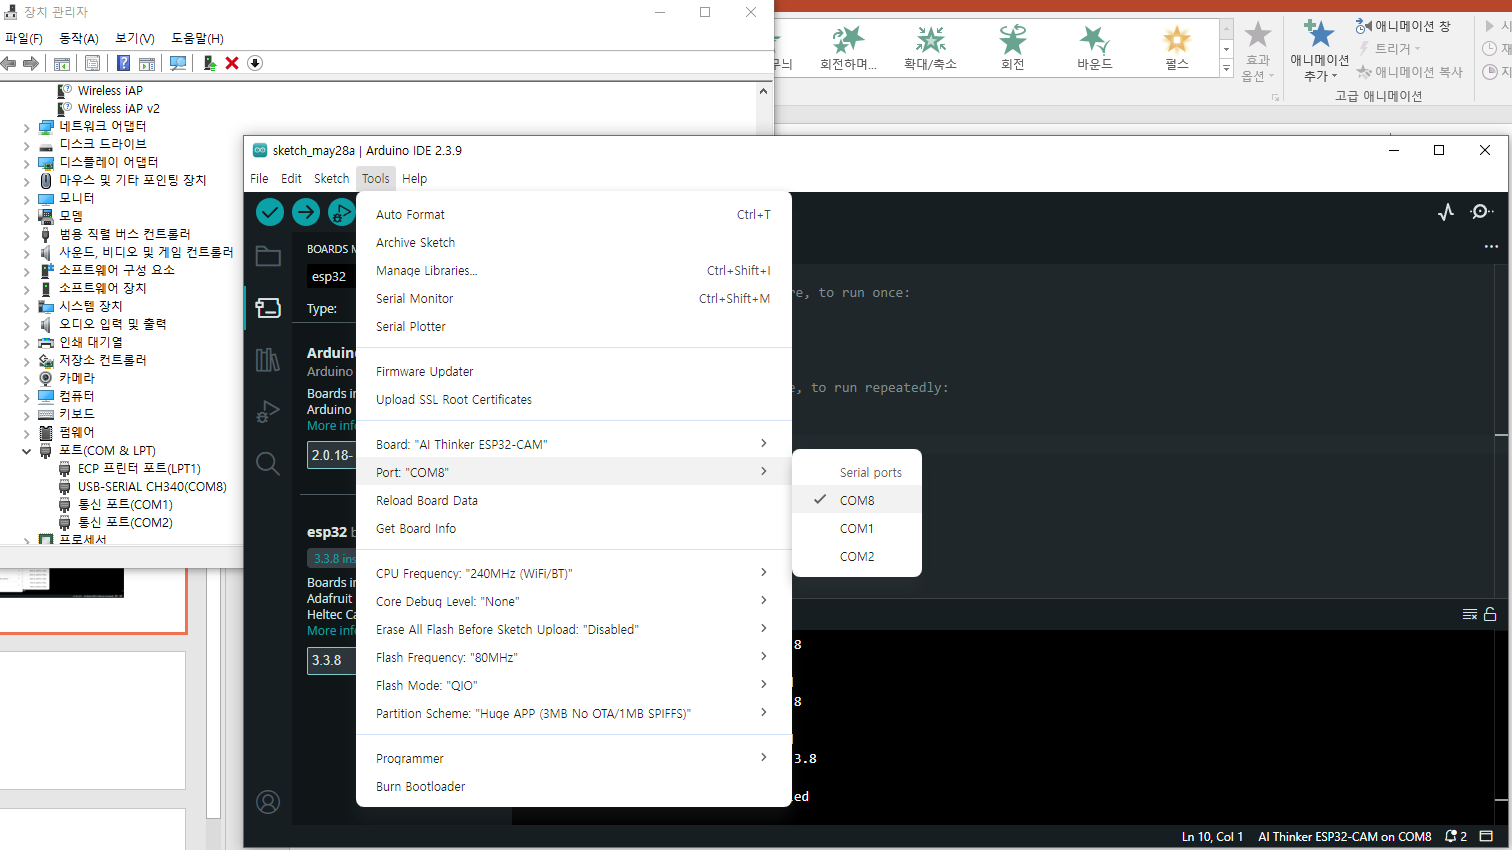 장치 관리자
파일(F) 동작(A) 보기(V) 도움말(H)
Wireless iAP
Wireless iAP v2
네트워크 어댑터
디스크 드라이브
디스플레이 어댑터
마우스 및 기타 포인팅 장치
모니터
모뎀
범용 직렬 버스 컨트롤러
사운드, 비디오 및 게임 컨트롤러
소프트웨어 구성 요소
소프트웨어 장치
시스템 장치
오디오 입력 및 출력
인쇄 대기열
저장소 컨트롤러
카메라
컴퓨터
키보드
펌웨어
포트(COM & LPT)
ECP 프린터 포트(LPT1)
USB-SERIAL CH340(COM8)
통신 포트(COM1)
통신 포트(COM2)
프로세서
회전하며...
확대/축소
회전
바운드
펄스
효과
옵션
애니메이션
추가
애니메이션 창
트리거
애니메이션 복사
고급 애니메이션
sketch_may28a | Arduino IDE 2.3.9
File Edit Sketch Tools Help
BOARDS M
esp32
Type:
Arduino
Arduino
Boards in
Arduino
More info
2.0.18-
esp32 b
3.3.8 ins
Boards in
Adafruit
Heltec Ca
More info
3.3.8
Auto Format Ctrl+T
Archive Sketch
Manage Libraries... Ctrl+Shift+I
Serial Monitor Ctrl+Shift+M
Serial Plotter
Firmware Updater
Upload SSL Root Certificates
Board: "AI Thinker ESP32-CAM"
Port: "COM8"
Reload Board Data
Get Board Info
CPU Frequency: "240MHz (WiFi/BT)"
Core Debug Level: "None"
Erase All Flash Before Sketch Upload: "Disabled"
Flash Frequency: "80MHz"
Flash Mode: "QIO"
Partition Scheme: "Huge APP (3MB No OTA/1MB SPIFFS)"
Programmer
Burn Bootloader
Serial ports
COM8
COM1
COM2
re, to run once:
e, to run repeatedly:
8
8
3.8
led
Ln 10, Col 1 AI Thinker ESP32-CAM on COM8 2